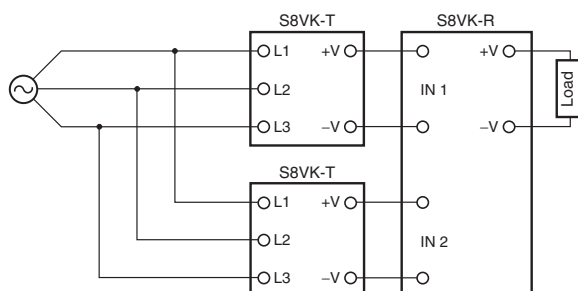 S8VK-T
S8VK-R
L1 +V
+V
L2
IN 1
Load
L3 −V
−V
S8VK-T
L1 +V
L2
IN 2
L3 −V